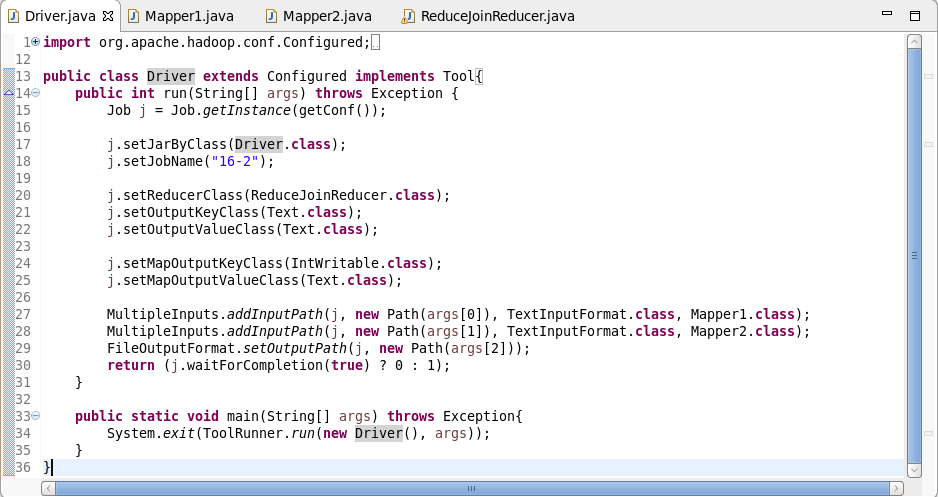 Driver.java Mapper1.java Mapper2.java ReduceJoinReducer.java
1 import org.apache.hadoop.conf.Configured;
12
13 public class Driver extends Configured implements Tool{
14     public int run(String[] args) throws Exception {
15         Job j = Job.getInstance(getConf());
16
17         j.setJarByClass(Driver.class);
18         j.setJobName("16-2");
19
20         j.setReducerClass(ReduceJoinReducer.class);
21         j.setOutputKeyClass(Text.class);
22         j.setOutputValueClass(Text.class);
23
24         j.setMapOutputKeyClass(IntWritable.class);
25         j.setMapOutputValueClass(Text.class);
26
27         MultipleInputs.addInputPath(j, new Path(args[0]), TextInputFormat.class, Mapper1.class);
28         MultipleInputs.addInputPath(j, new Path(args[1]), TextInputFormat.class, Mapper2.class);
29         FileOutputFormat.setOutputPath(j, new Path(args[2]));
30         return (j.waitForCompletion(true) ? 0 : 1);
31     }
32
33     public static void main(String[] args) throws Exception{
34         System.exit(ToolRunner.run(new Driver(), args));
35     }
36 }